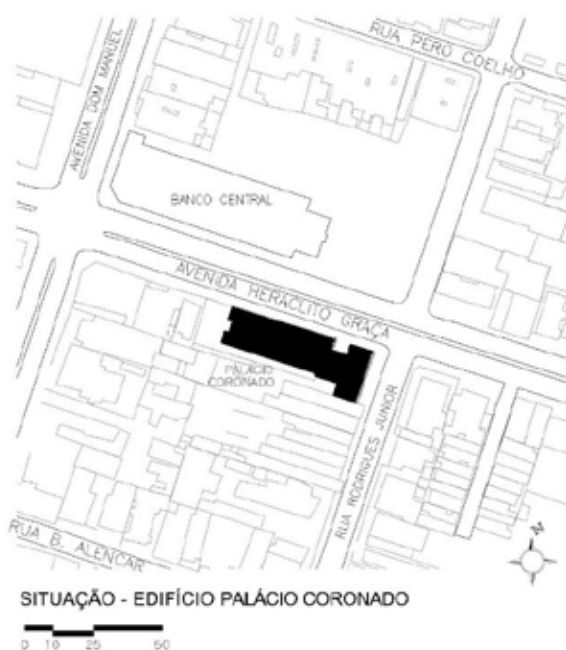 RUA PERO COELHO
AVENIDA DOM MANUEL
BANCO CENTRAL
AVENIDA HERACLITO GRAÇA
PALÁCIO
CORONADO
RUA RODRIGUES JUNIOR
RUA B. ALENCAR
N
SITUAÇÃO - EDIFÍCIO PALÁCIO CORONADO
0 10 25 50